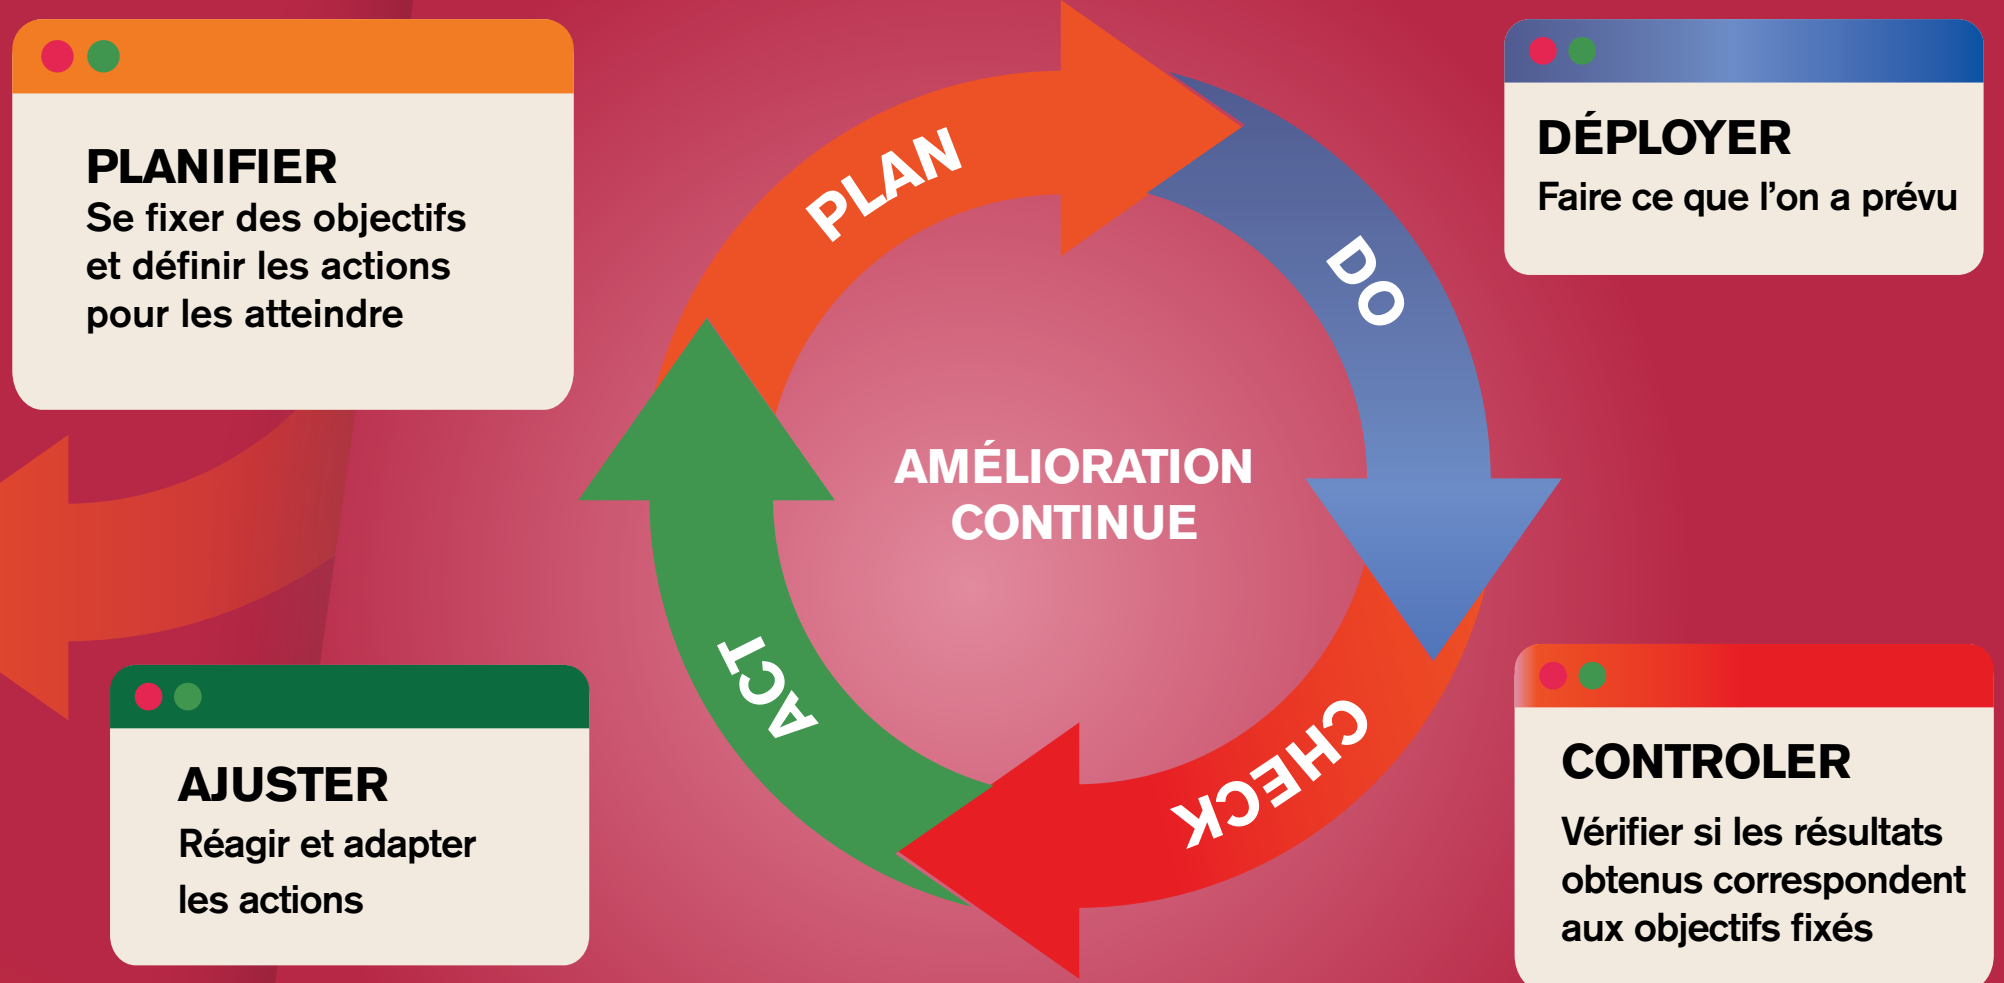 PLANIFIER
Se fixer des objectifs
et définir les actions
pour les atteindre
DÉPLOYER
Faire ce que l’on a prévu
PLAN
DO
AMÉLIORATION
CONTINUE
ACT
CHECK
AJUSTER
Réagir et adapter
les actions
CONTROLER
Vérifier si les résultats
obtenus correspondent
aux objectifs fixés